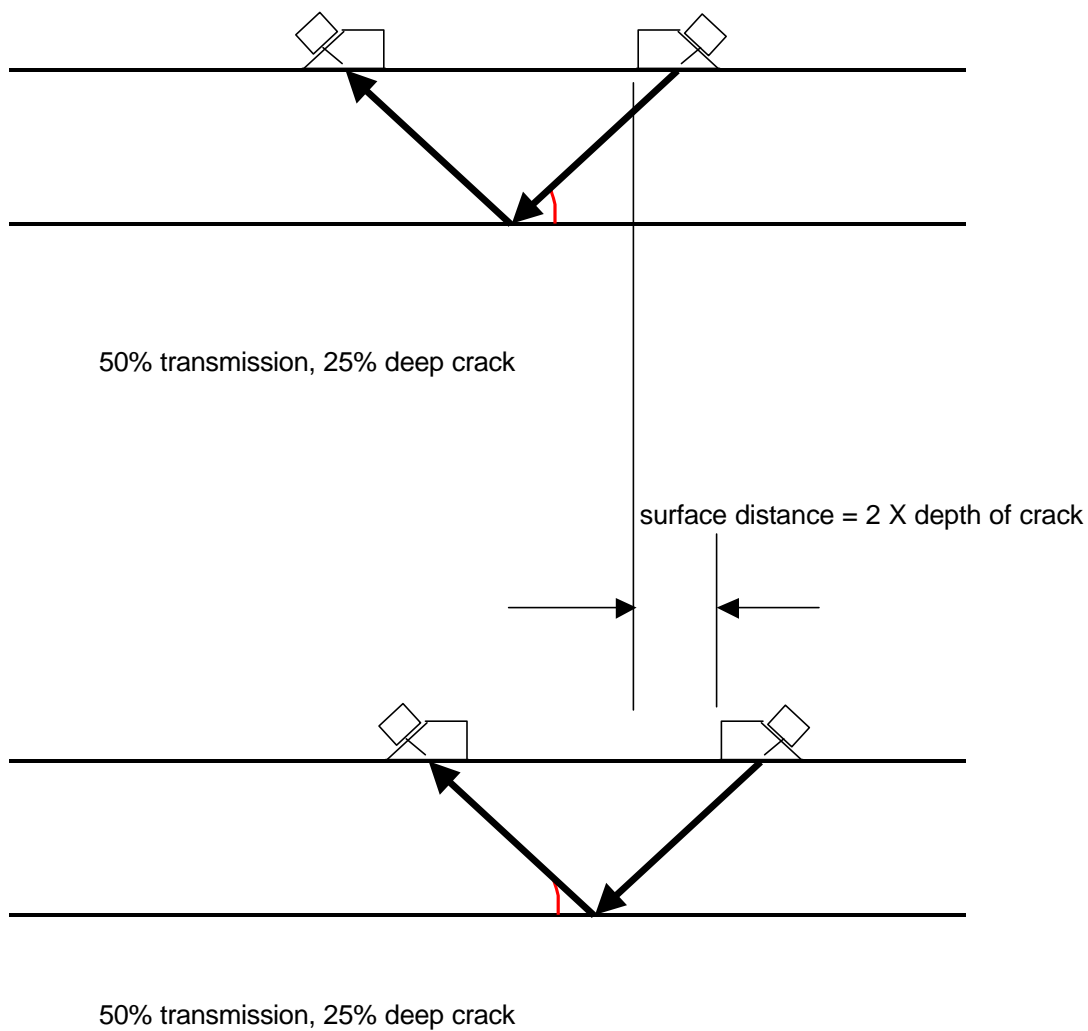 50% transmission, 25% deep crack
surface distance = 2 X depth of crack
50% transmission, 25% deep crack